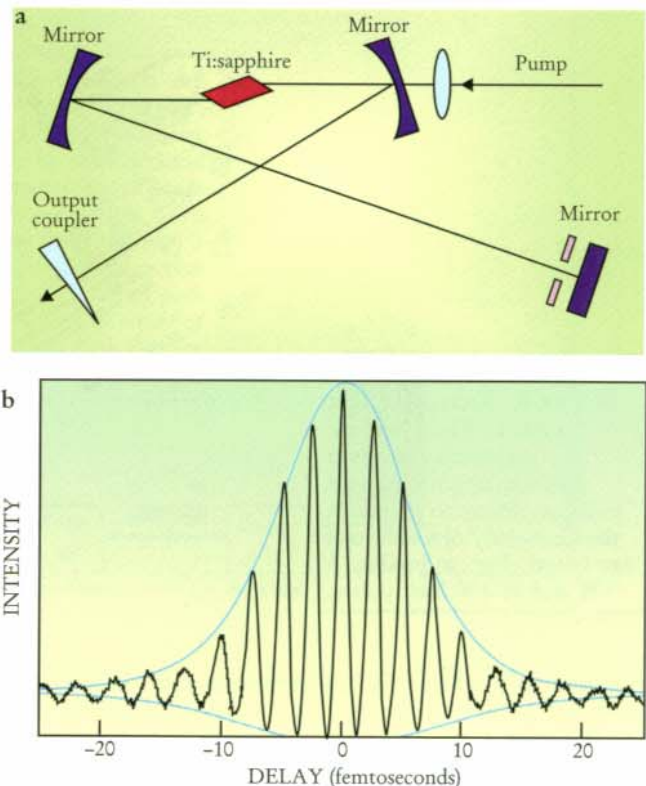 a
Mirror
Mirror
Ti:sapphire
Pump
Output
coupler
Mirror
b
INTENSITY
−20
−10
0
10
20
DELAY (femtoseconds)